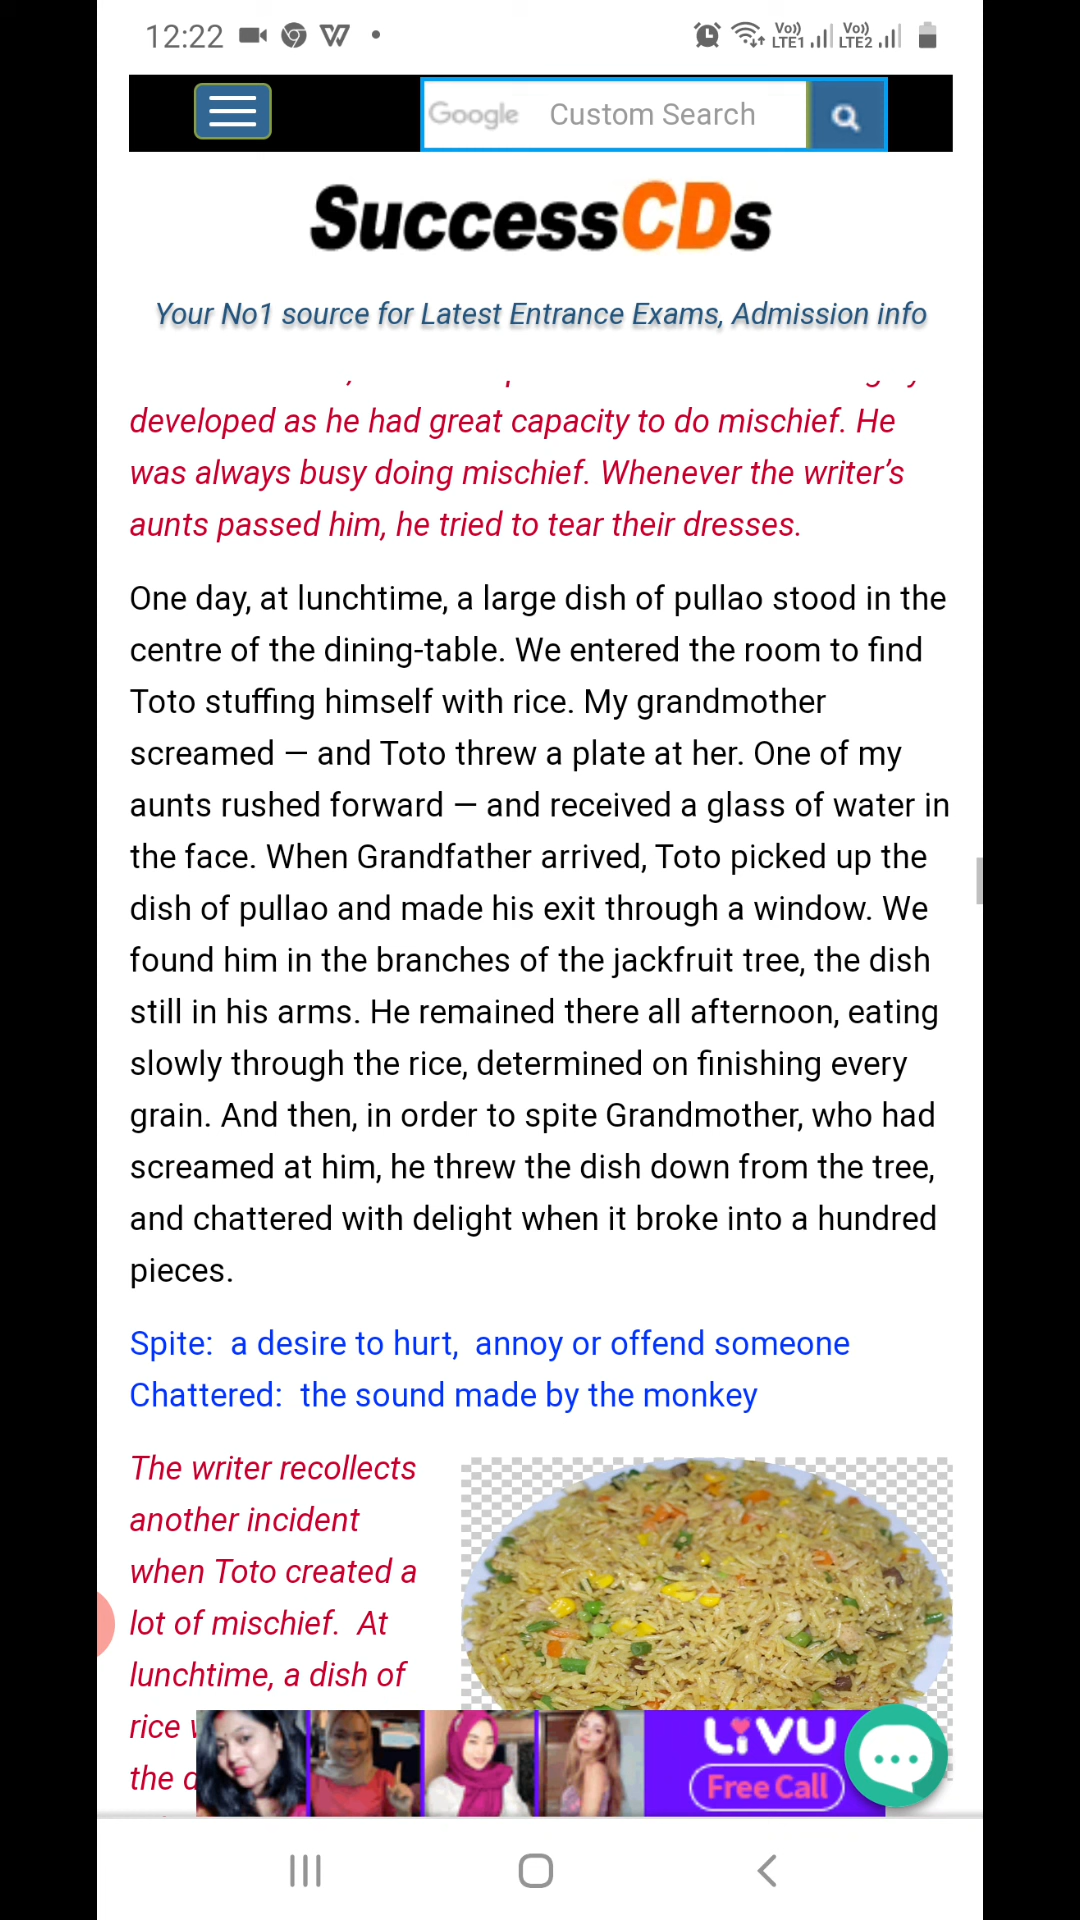 12:22
Vo)) LTE1 Vo)) LTE2
Google Custom Search
SuccessCDs
Your No1 source for Latest Entrance Exams, Admission info
developed as he had great capacity to do mischief. He
was always busy doing mischief. Whenever the writer’s
aunts passed him, he tried to tear their dresses.
One day, at lunchtime, a large dish of pullao stood in the
centre of the dining-table. We entered the room to find
Toto stuffing himself with rice. My grandmother
screamed — and Toto threw a plate at her. One of my
aunts rushed forward — and received a glass of water in
the face. When Grandfather arrived, Toto picked up the
dish of pullao and made his exit through a window. We
found him in the branches of the jackfruit tree, the dish
still in his arms. He remained there all afternoon, eating
slowly through the rice, determined on finishing every
grain. And then, in order to spite Grandmother, who had
screamed at him, he threw the dish down from the tree,
and chattered with delight when it broke into a hundred
pieces.
Spite: a desire to hurt, annoy or offend someone
Chattered: the sound made by the monkey
The writer recollects
another incident
when Toto created a
lot of mischief. At
lunchtime, a dish of
rice
the
LiVU
Free Call